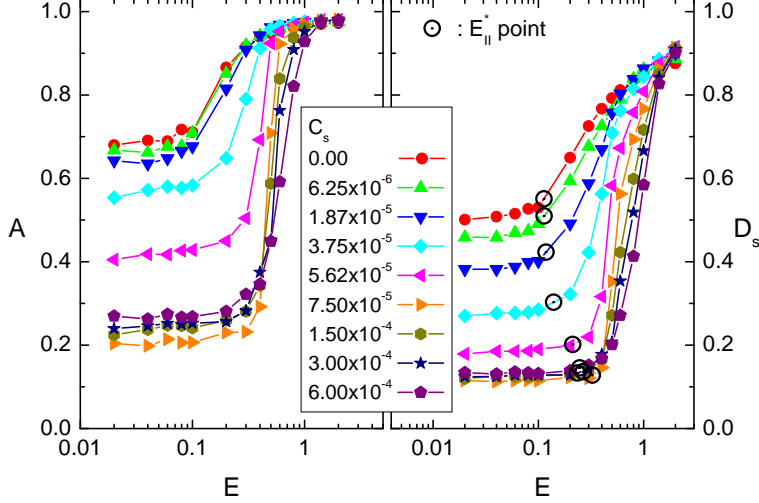 1.0
0.8
0.6
0.4
0.2
0.0
A
0.01
0.1
1
E
C_s
0.00
6.25x10^-6
1.87x10^-5
3.75x10^-5
5.62x10^-5
7.50x10^-5
1.50x10^-4
3.00x10^-4
6.00x10^-4
: E_II^* point
0.01
0.1
1
E
1.0
0.8
0.6
0.4
0.2
0.0
D_s